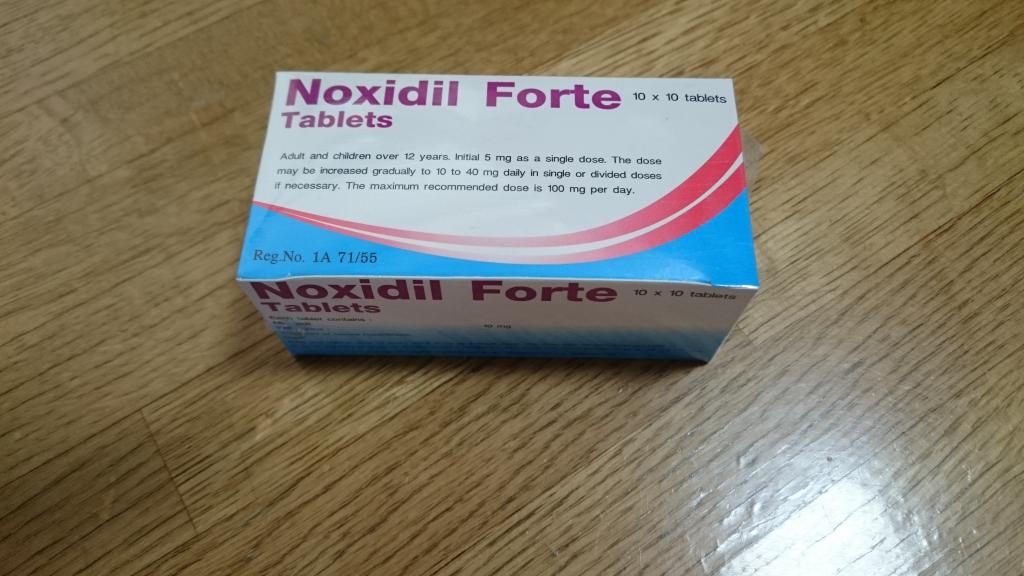 Noxidil Forte 10 x 10 tablets
Tablets
Adult and children over 12 years. Initial 5 mg as a single dose. The dose
may be increased gradually to 10 to 40 mg daily in single or divided doses
if necessary. The maximum recommended dose is 100 mg per day.
Reg.No. 1A 71/55
Noxidil Forte 10 x 10 tablets
Tablets
Each tablet contains :
10 mg